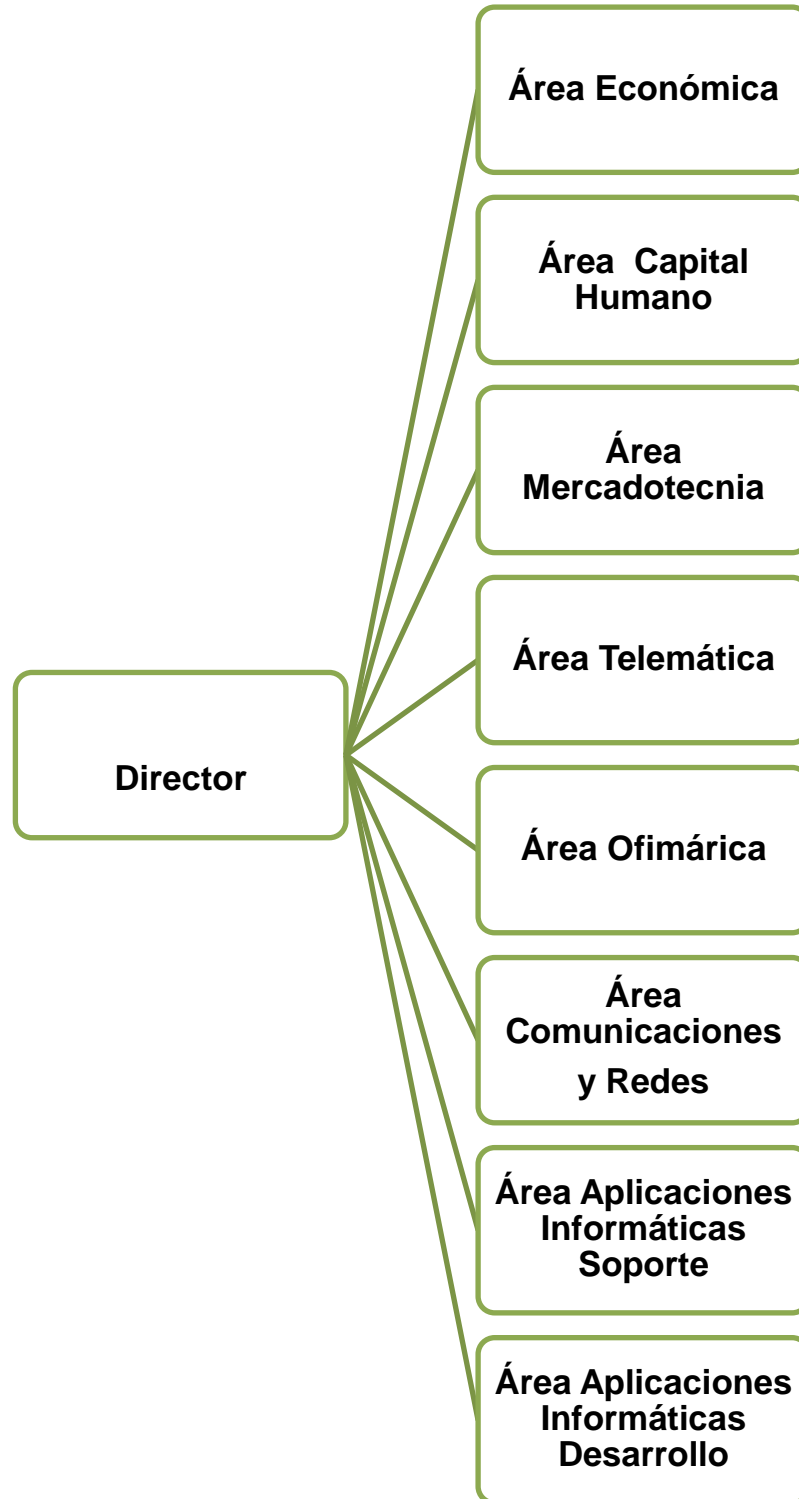 Área Económica
Área Capital
Humano
Área
Mercadotecnia
Área Telemática
Director
Área Ofimárica
Área
Comunicaciones
y Redes
Área Aplicaciones
Informáticas
Soporte
Área Aplicaciones
Informáticas
Desarrollo